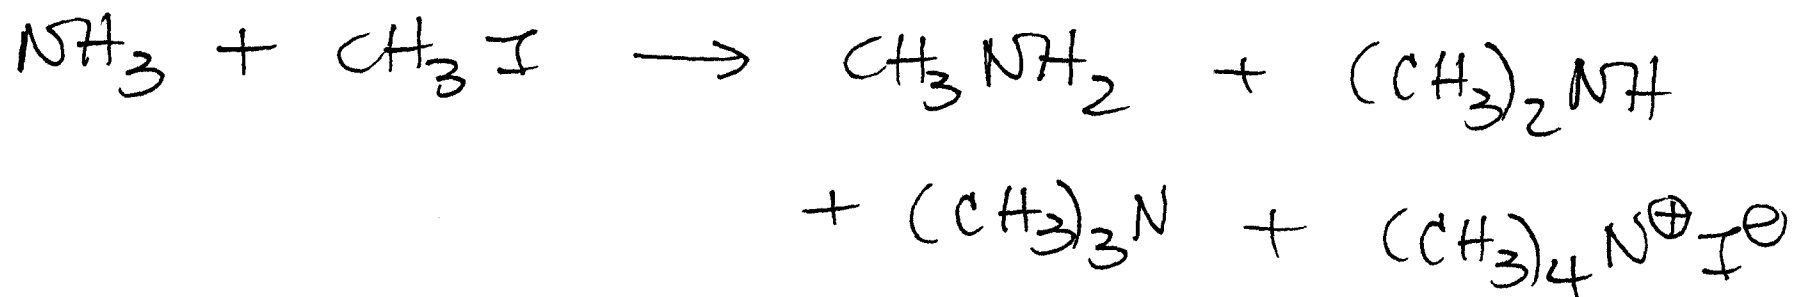 NH₃ + CH₃I → CH₃NH₂ + (CH₃)₂NH
+ (CH₃)₃N + (CH₃)₄N⊕I⊖